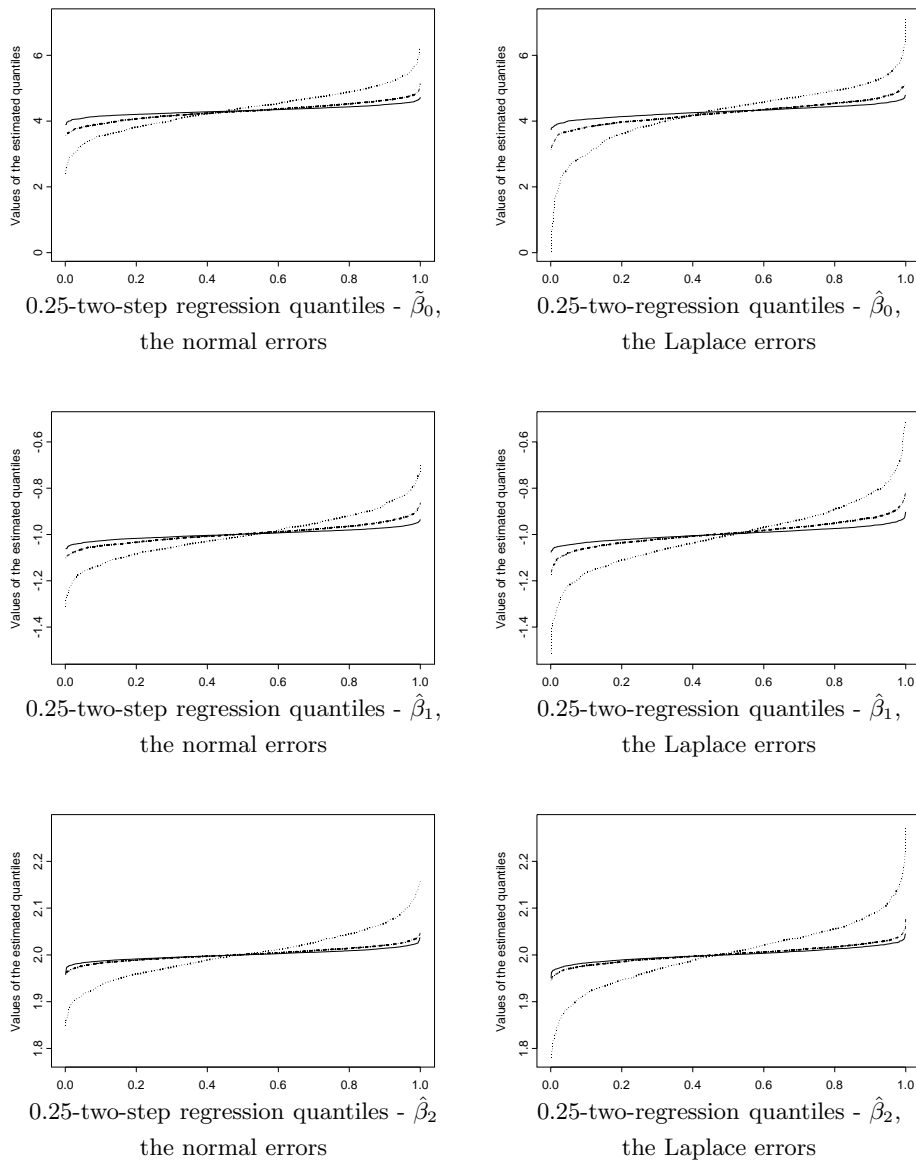 Values of the estimated quantiles
6
4
2
0
0.0 0.2 0.4 0.6 0.8 1.0
0.25-two-step regression quantiles - β̃₀,
the normal errors
Values of the estimated quantiles
6
4
2
0
0.0 0.2 0.4 0.6 0.8 1.0
0.25-two-regression quantiles - β̂₀,
the Laplace errors
Values of the estimated quantiles
-0.6
-0.8
-1.0
-1.2
-1.4
0.0 0.2 0.4 0.6 0.8 1.0
0.25-two-step regression quantiles - β̂₁,
the normal errors
Values of the estimated quantiles
-0.6
-0.8
-1.0
-1.2
-1.4
0.0 0.2 0.4 0.6 0.8 1.0
0.25-two-regression quantiles - β̂₁,
the Laplace errors
Values of the estimated quantiles
2.2
2.1
2.0
1.9
1.8
0.0 0.2 0.4 0.6 0.8 1.0
0.25-two-step regression quantiles - β̂₂
the normal errors
Values of the estimated quantiles
2.2
2.1
2.0
1.9
1.8
0.0 0.2 0.4 0.6 0.8 1.0
0.25-two-regression quantiles - β̂₂,
the Laplace errors